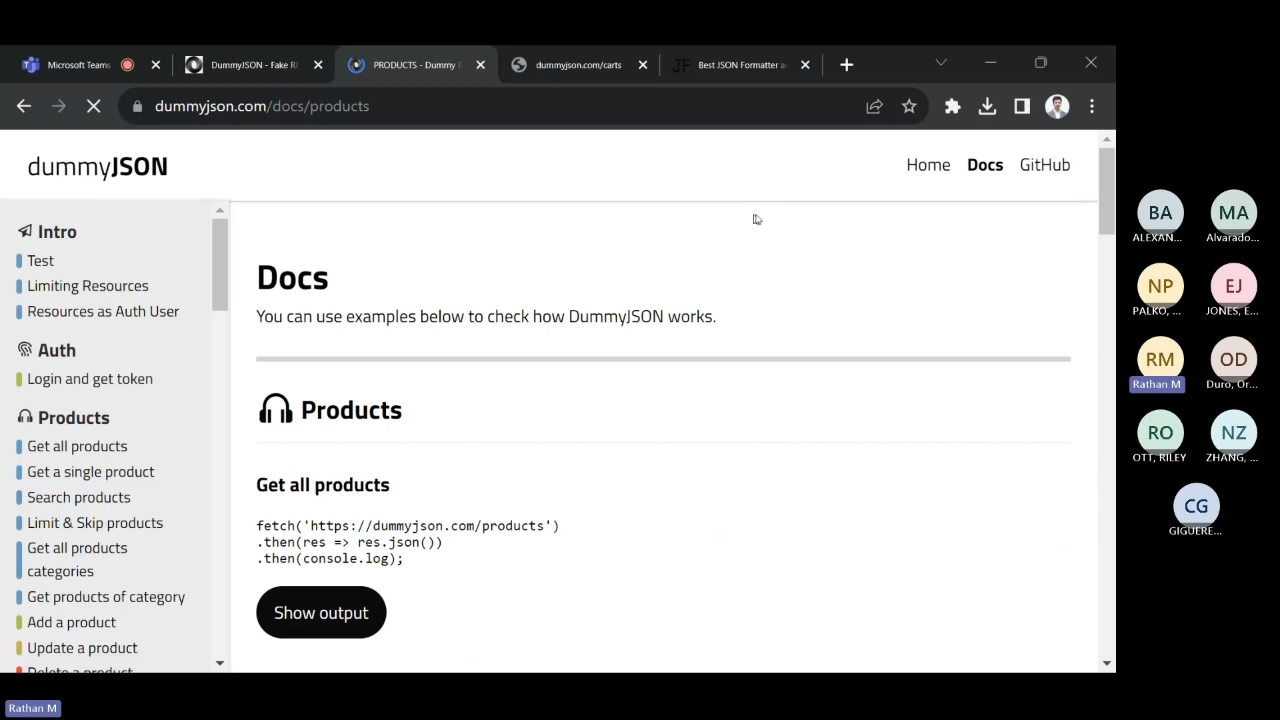 Microsoft Teams
DummyJSON - Fake RE
PRODUCTS - Dummy
dummyjson.com/carts
JF
Best JSON Formatter a
dummyjson.com/docs/products
dummyJSON
Home
Docs
GitHub
Intro
Test
Limiting Resources
Resources as Auth User
Auth
Login and get token
Products
Get all products
Get a single product
Search products
Limit & Skip products
Get all products
categories
Get products of category
Add a product
Update a product
Delete a product
Docs
You can use examples below to check how DummyJSON works.
Products
Get all products
fetch('https://dummyjson.com/products')
.then(res => res.json())
.then(console.log);
Show output
BA
ALEXAN...
MA
Alvarado...
NP
PALKO, ...
EJ
JONES, E...
RM
Rathan M
OD
Duro, Or...
RO
OTT, RILEY
NZ
ZHANG, ...
CG
GIGUERE...
Rathan M